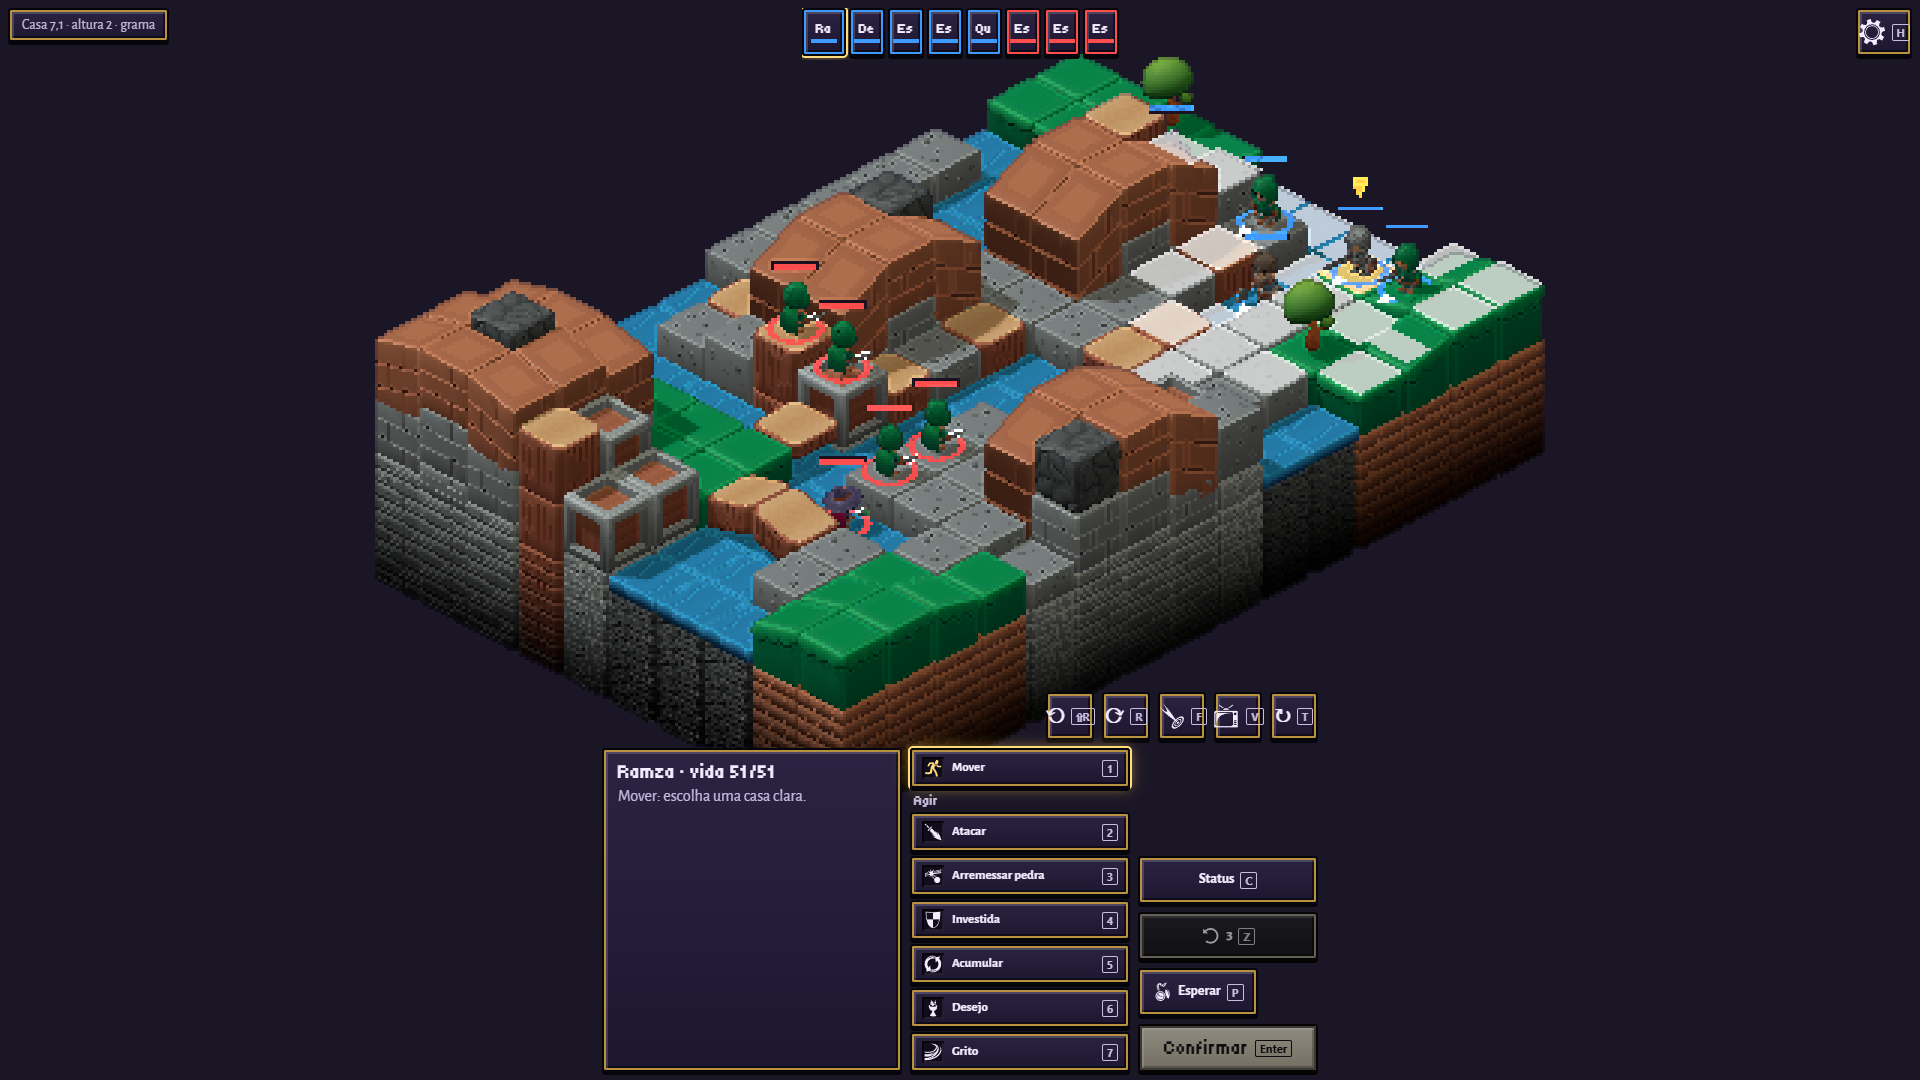 Casa 7,1 · altura 2 · grama
Ra De Es Es Qu Es Es Es
H
⇧R R F V T
Ramza · vida 51/51
Mover: escolha uma casa clara.
Mover 1
Agir
Atacar 2
Arremessar pedra 3
Investida 4
Acumular 5
Desejo 6
Grito 7
Status C
3 Z
Esperar P
Confirmar Enter